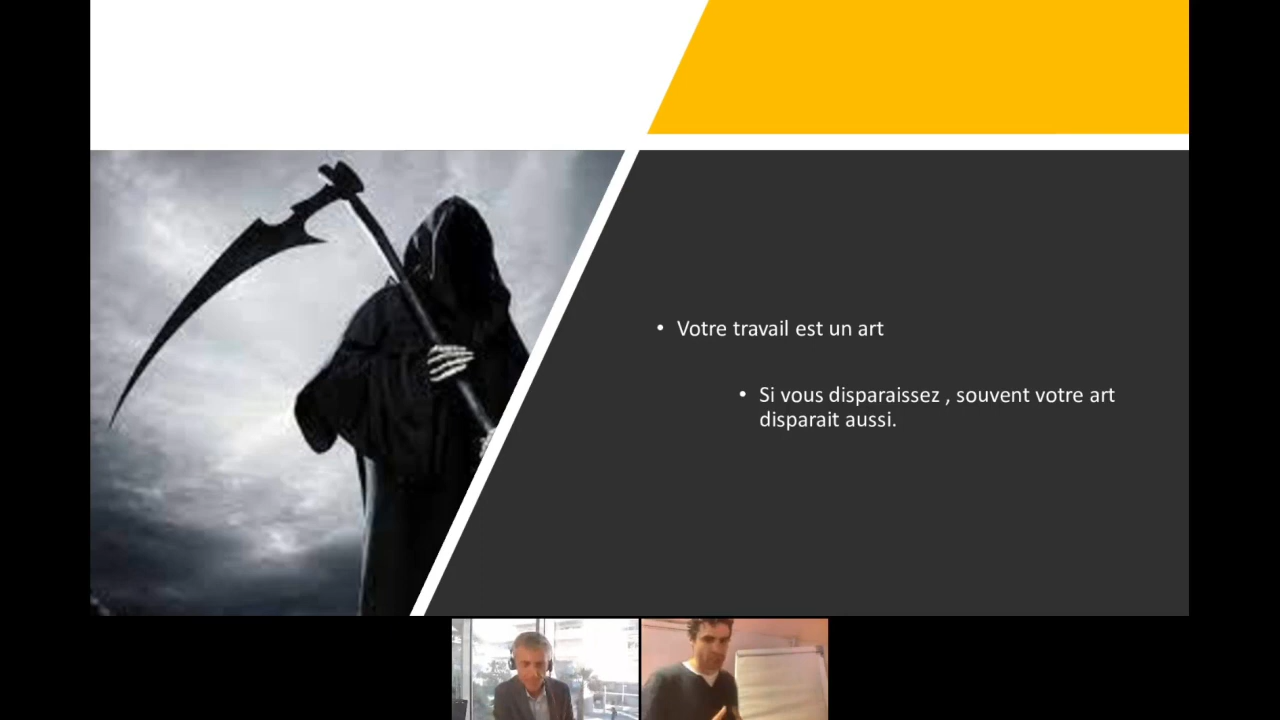 • Votre travail est un art
• Si vous disparaissez , souvent votre art
disparait aussi.